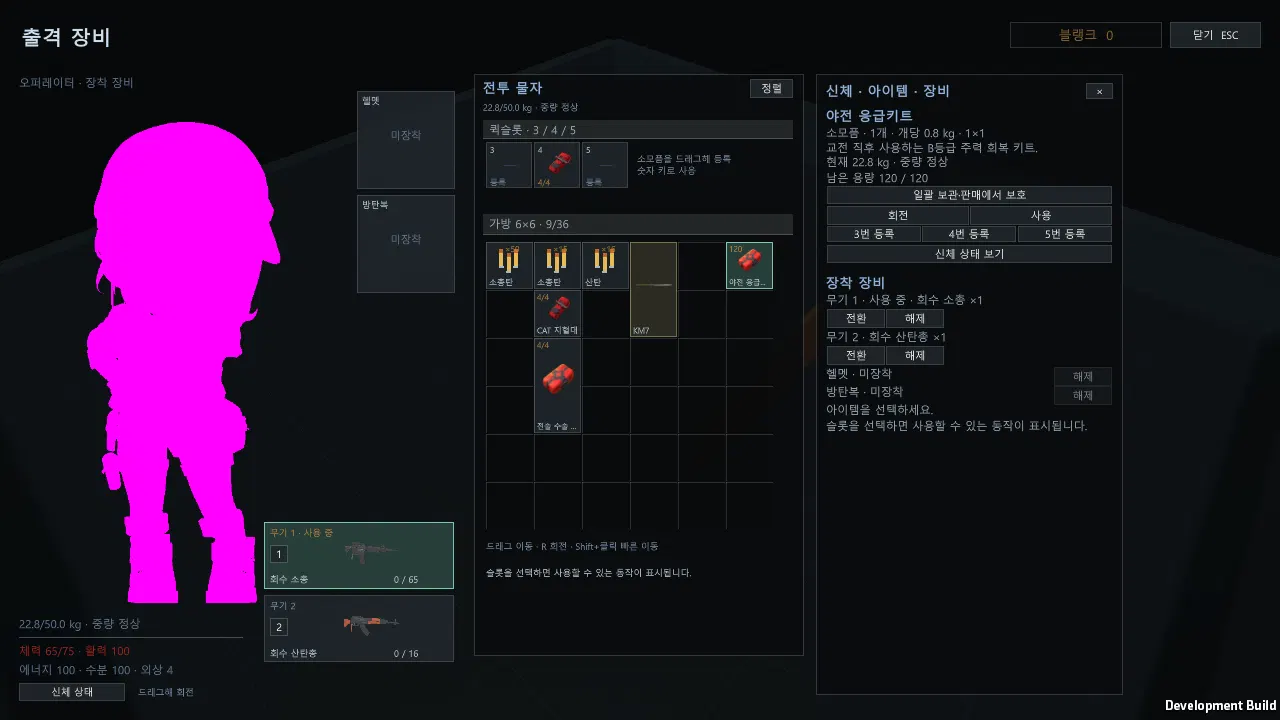 출격 장비
블랭크 0
닫기 ESC
오퍼레이터 · 장착 장비
헬멧
미장착
방탄복
미장착
무기 1 · 사용 중
1
회수 소총
0 / 65
무기 2
2
회수 산탄총
0 / 16
22.8/50.0 kg · 중량 정상
체력 65/75 · 활력 100
에너지 100 · 수분 100 · 외상 4
신체 상태
드래그해 회전
전투 물자
정렬
22.8/50.0 kg · 중량 정상
퀵슬롯 · 3 / 4 / 5
3
등록
4
4/4
5
등록
소모품을 드래그해 등록
숫자 키로 사용
가방 6×6 · 9/36
소총탄
소총탄
산탄
KM7
120
야전 응급...
4/4
CAT 지혈대
4/4
전술 수술 ...
드래그 이동 · R 회전 · Shift+클릭 빠른 이동
슬롯을 선택하면 사용할 수 있는 동작이 표시됩니다.
신체 · 아이템 · 장비
×
야전 응급키트
소모품 · 1개 · 개당 0.8 kg · 1×1
교전 직후 사용하는 B등급 주력 회복 키트.
현재 22.8 kg · 중량 정상
남은 용량 120 / 120
일괄 보관·판매에서 보호
회전
사용
3번 등록
4번 등록
5번 등록
신체 상태 보기
장착 장비
무기 1 · 사용 중 · 회수 소총 ×1
전환
해제
무기 2 · 회수 산탄총 ×1
전환
해제
헬멧 · 미장착
해제
방탄복 · 미장착
해제
아이템을 선택하세요.
슬롯을 선택하면 사용할 수 있는 동작이 표시됩니다.
Development Build